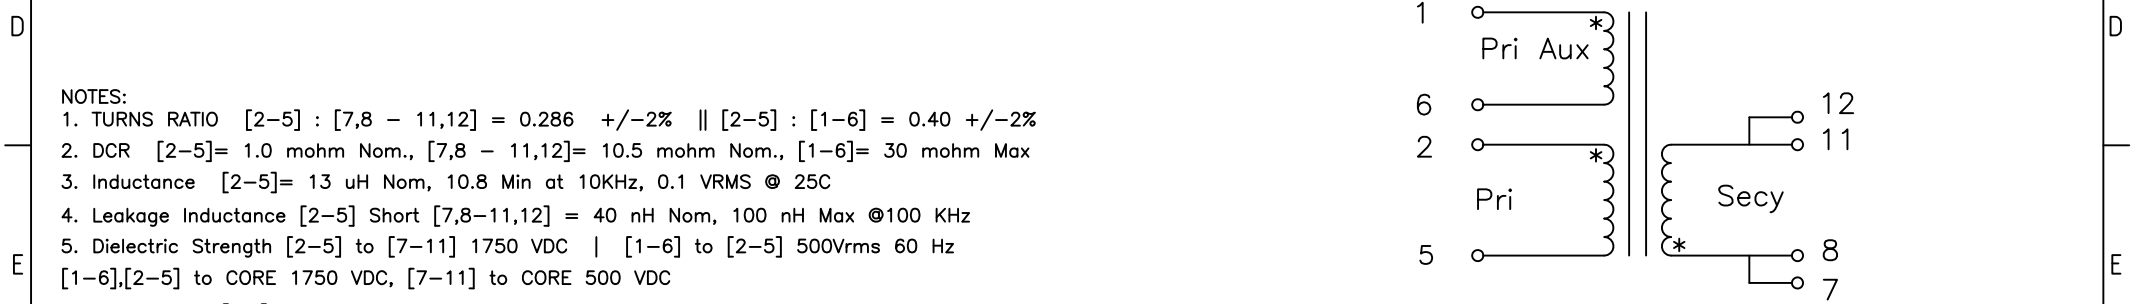 D
NOTES:
1. TURNS RATIO [2-5] : [7,8 - 11,12] = 0.286 +/-2% || [2-5] : [1-6] = 0.40 +/-2%
2. DCR [2-5]= 1.0 mohm Nom., [7,8 - 11,12]= 10.5 mohm Nom., [1-6]= 30 mohm Max
3. Inductance [2-5]= 13 uH Nom, 10.8 Min at 10KHz, 0.1 VRMS @ 25C
4. Leakage Inductance [2-5] Short [7,8-11,12] = 40 nH Nom, 100 nH Max @100 KHz
5. Dielectric Strength [2-5] to [7-11] 1750 VDC | [1-6] to [2-5] 500Vrms 60 Hz
[1-6],[2-5] to CORE 1750 VDC, [7-11] to CORE 500 VDC
E
1
*
Pri Aux
6
2
*
Pri
5
12
11
Secy
*
8
7
D
E